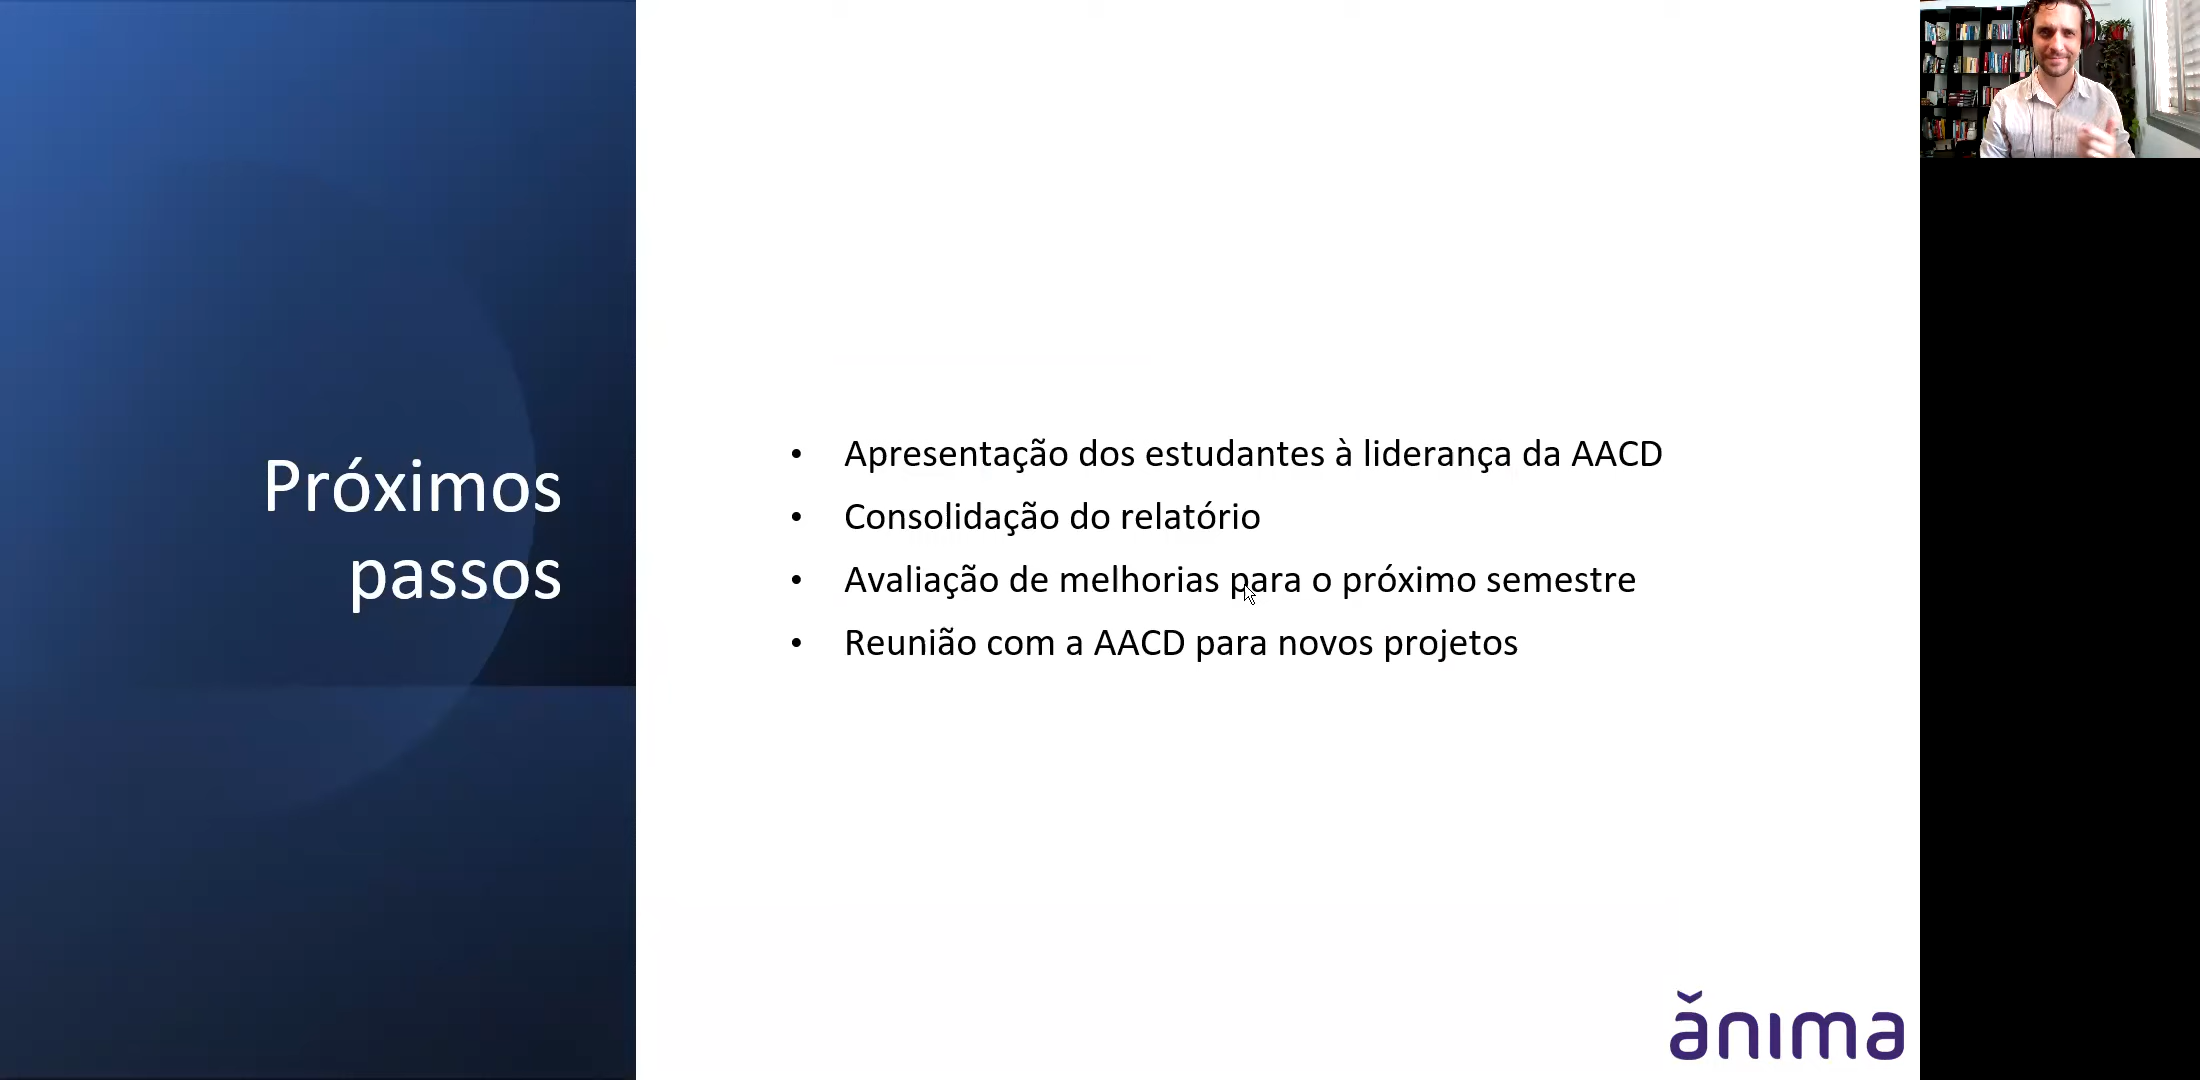 Próximos
passos
• Apresentação dos estudantes à liderança da AACD
• Consolidação do relatório
• Avaliação de melhorias para o próximo semestre
• Reunião com a AACD para novos projetos
ănıma